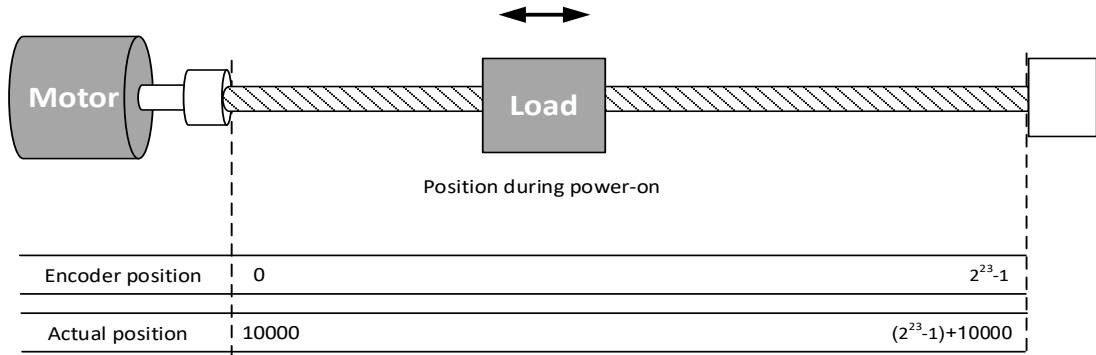 Motor
Load
Position during power-on
Encoder position 0 2²³-1
Actual position 10000 (2²³-1)+10000